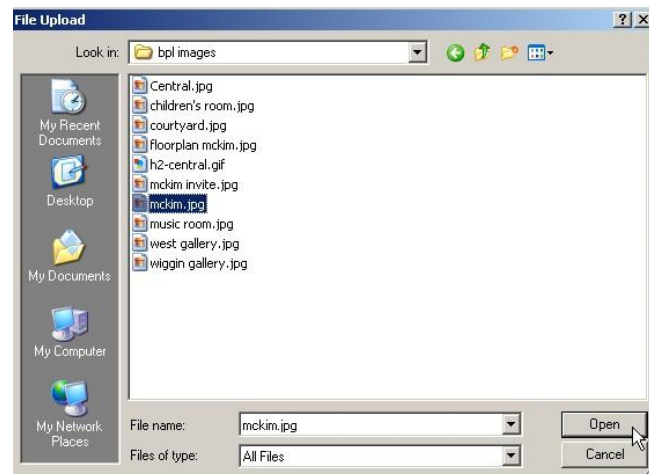 File Upload
Look in: bpl images
My Recent
Documents
Desktop
My Documents
My Computer
My Network
Places
Central.jpg
children's room.jpg
courtyard.jpg
floorplan mckim.jpg
h2-central.gif
mckim invite.jpg
mckim.jpg
music room.jpg
west gallery.jpg
wiggin gallery.jpg
File name: mckim.jpg Open
Files of type: All Files Cancel